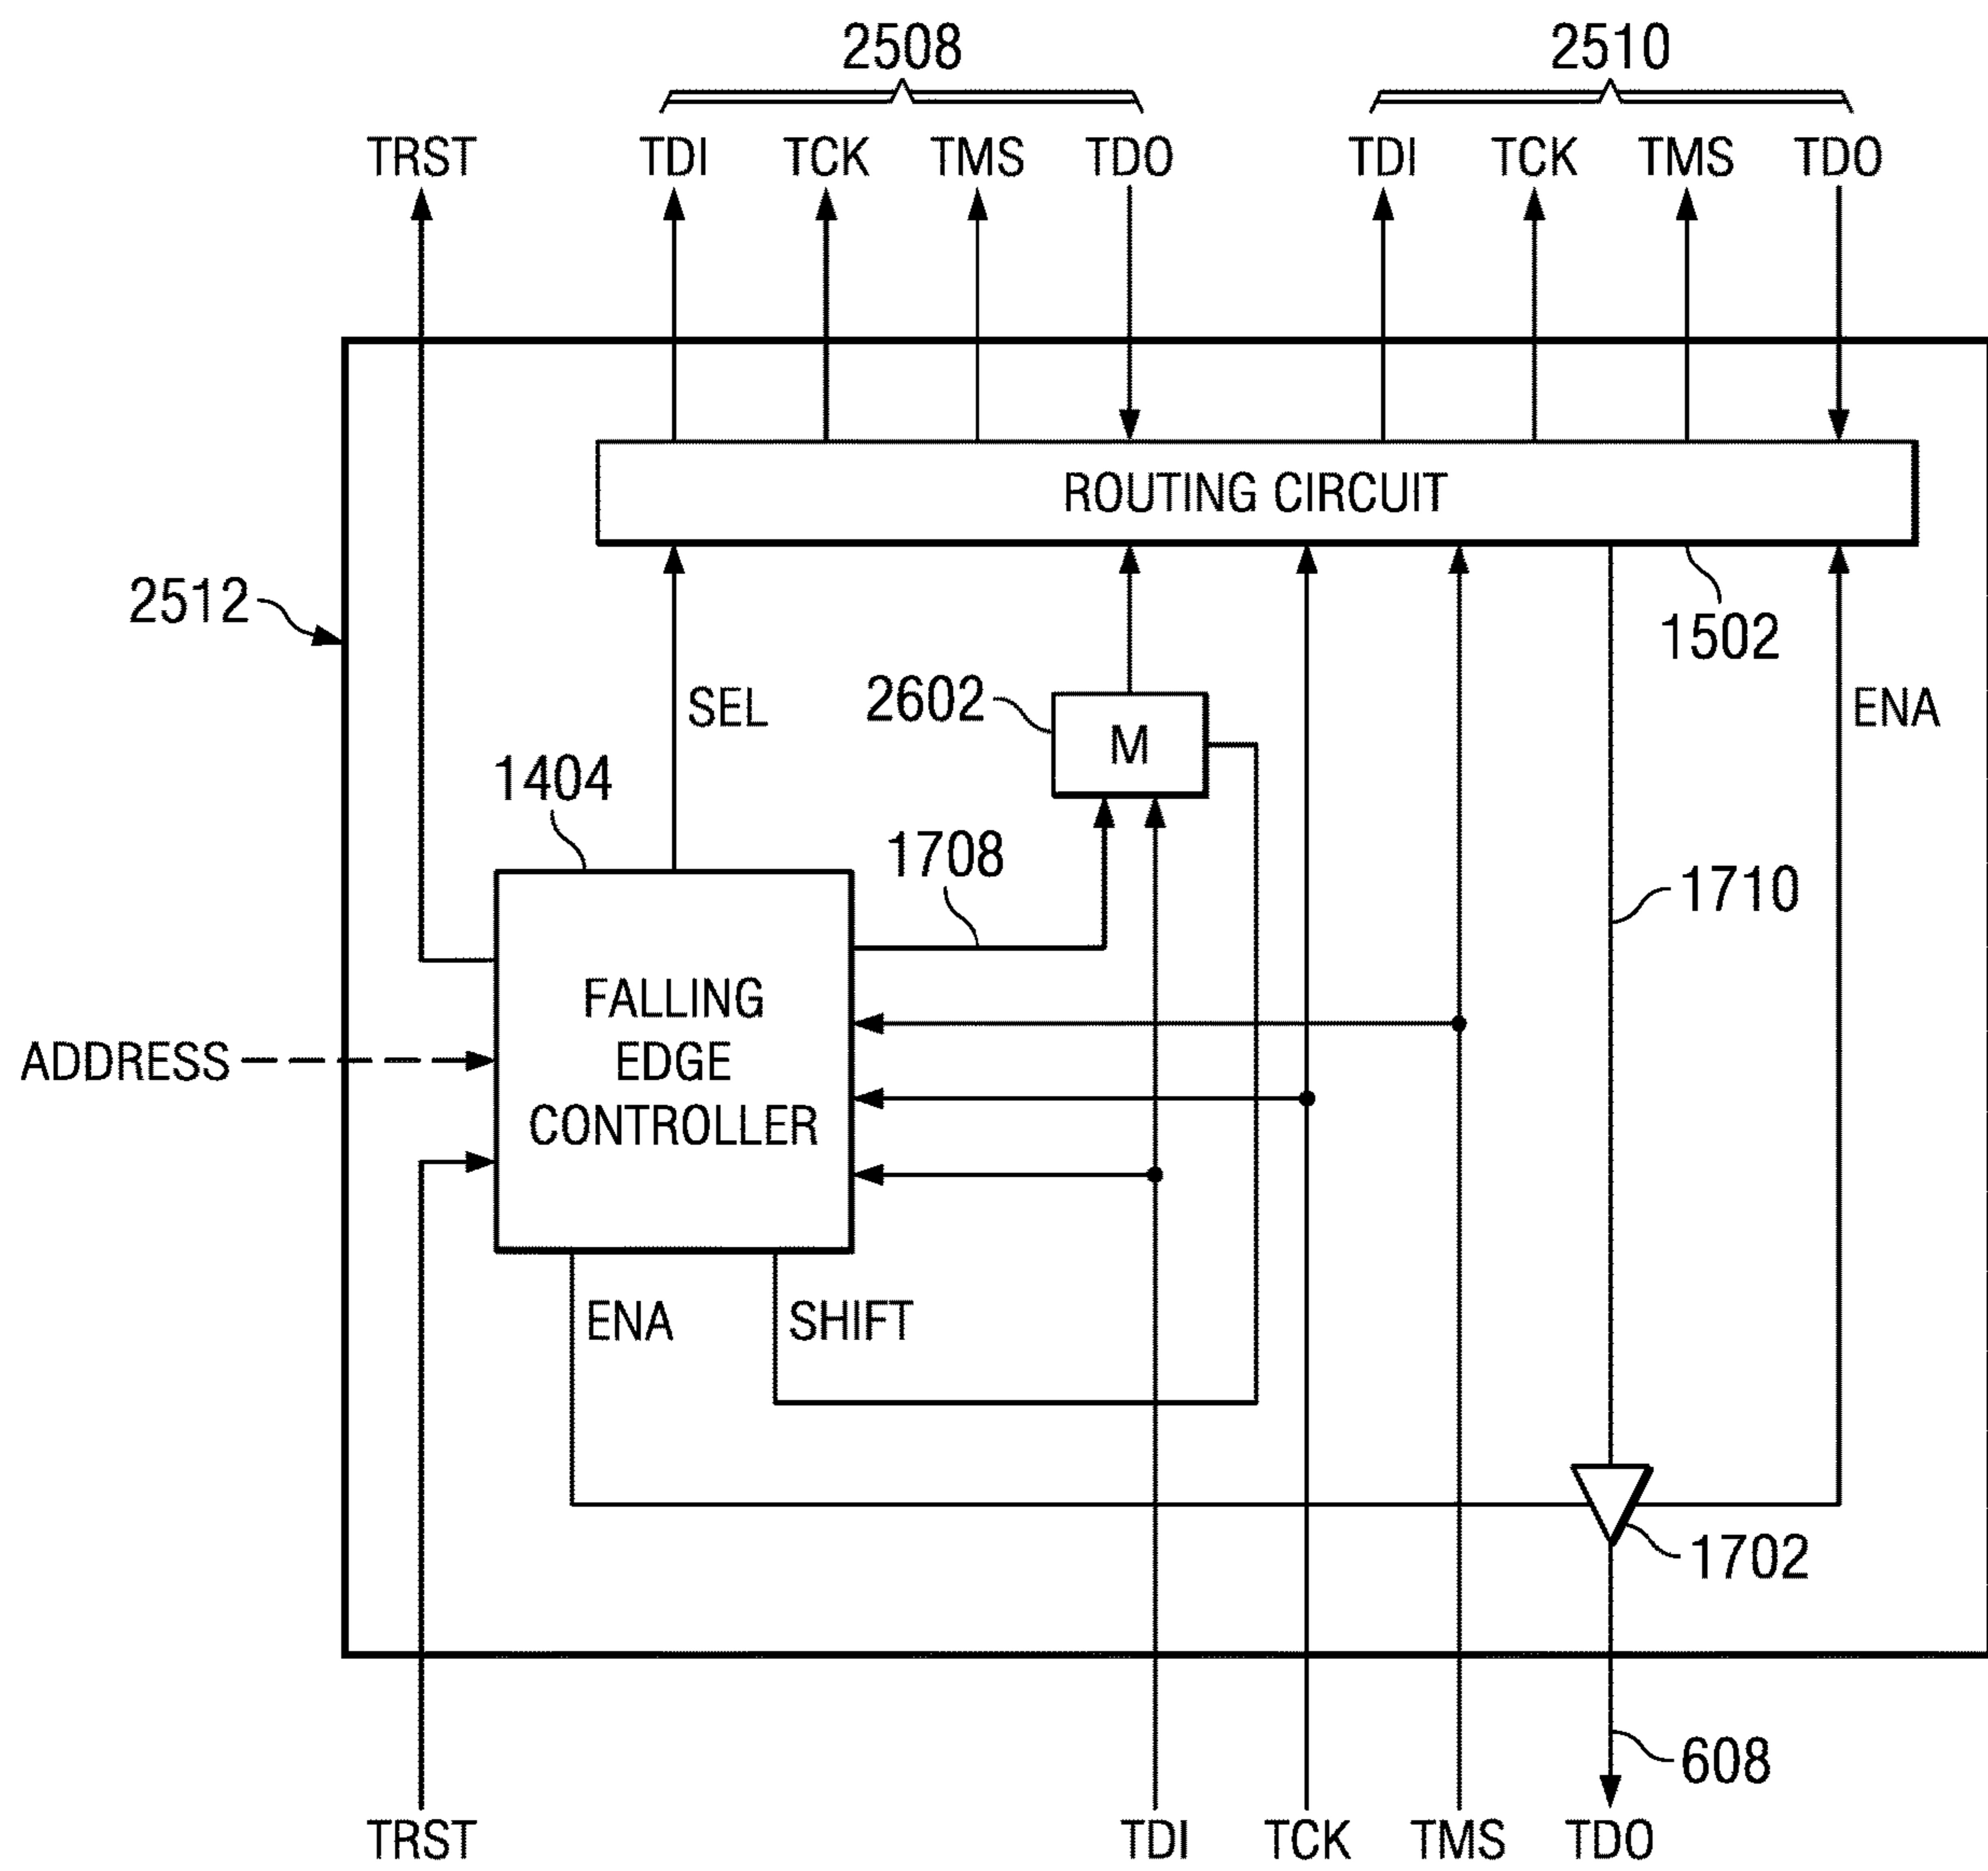 2508 2510
TRST TDI TCK TMS TDO TDI TCK TMS TDO
ROUTING CIRCUIT
2512
1502
SEL
2602
M
ENA
1404
1708
1710
FALLING
EDGE
CONTROLLER
ADDRESS
ENA SHIFT
1702
608
TRST TDI TCK TMS TDO